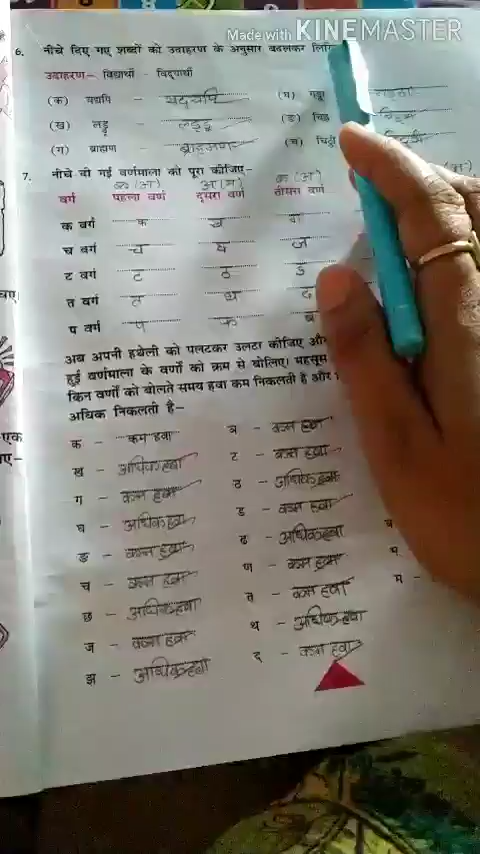 Made with KINEMASTER
6. नीचे दिए गए शब्दों को उदाहरण के अनुसार बदलकर
उदाहरण– विद्यार्थी - विद्‌यार्थी
(क) यद्यपि - यद्‌यपि (घ)
(ख) लड्डू - लड्‌डू (ङ) चिह्न
(ग) ब्राह्मण - ब्राह्‌मण (च) चिट्ठी
7. नीचे दी गई वर्णमाला को पूरा कीजिए–
(अ)
वर्ग पहला वर्ण दूसरा वर्ण तीसरा वर्ण
क वर्ग क ख ग
च वर्ग च ज
ट वर्ग ट ठ ड
त वर्ग त थ द
प वर्ग प फ ब
अब अपनी हथेली को पलटकर उलटा कीजिए और
हुई वर्णमाला के वर्णों को क्रम से बोलिए। महसूस
किन वर्णों को बोलते समय हवा कम निकलती है और
अधिक निकलती है–
क - कम हवा ञ - कम हवा
ख - अधिक हवा ट - कम हवा
ग - कम हवा ठ - अधिक हवा
घ - अधिक हवा ड - कम हवा
ङ - कम हवा ढ - अधिक हवा
च - कम हवा ण - कम हवा
छ - अधिक हवा त - कम हवा म -
ज - कम हवा थ - अधिक हवा
झ - अधिक हवा द - कम हवा